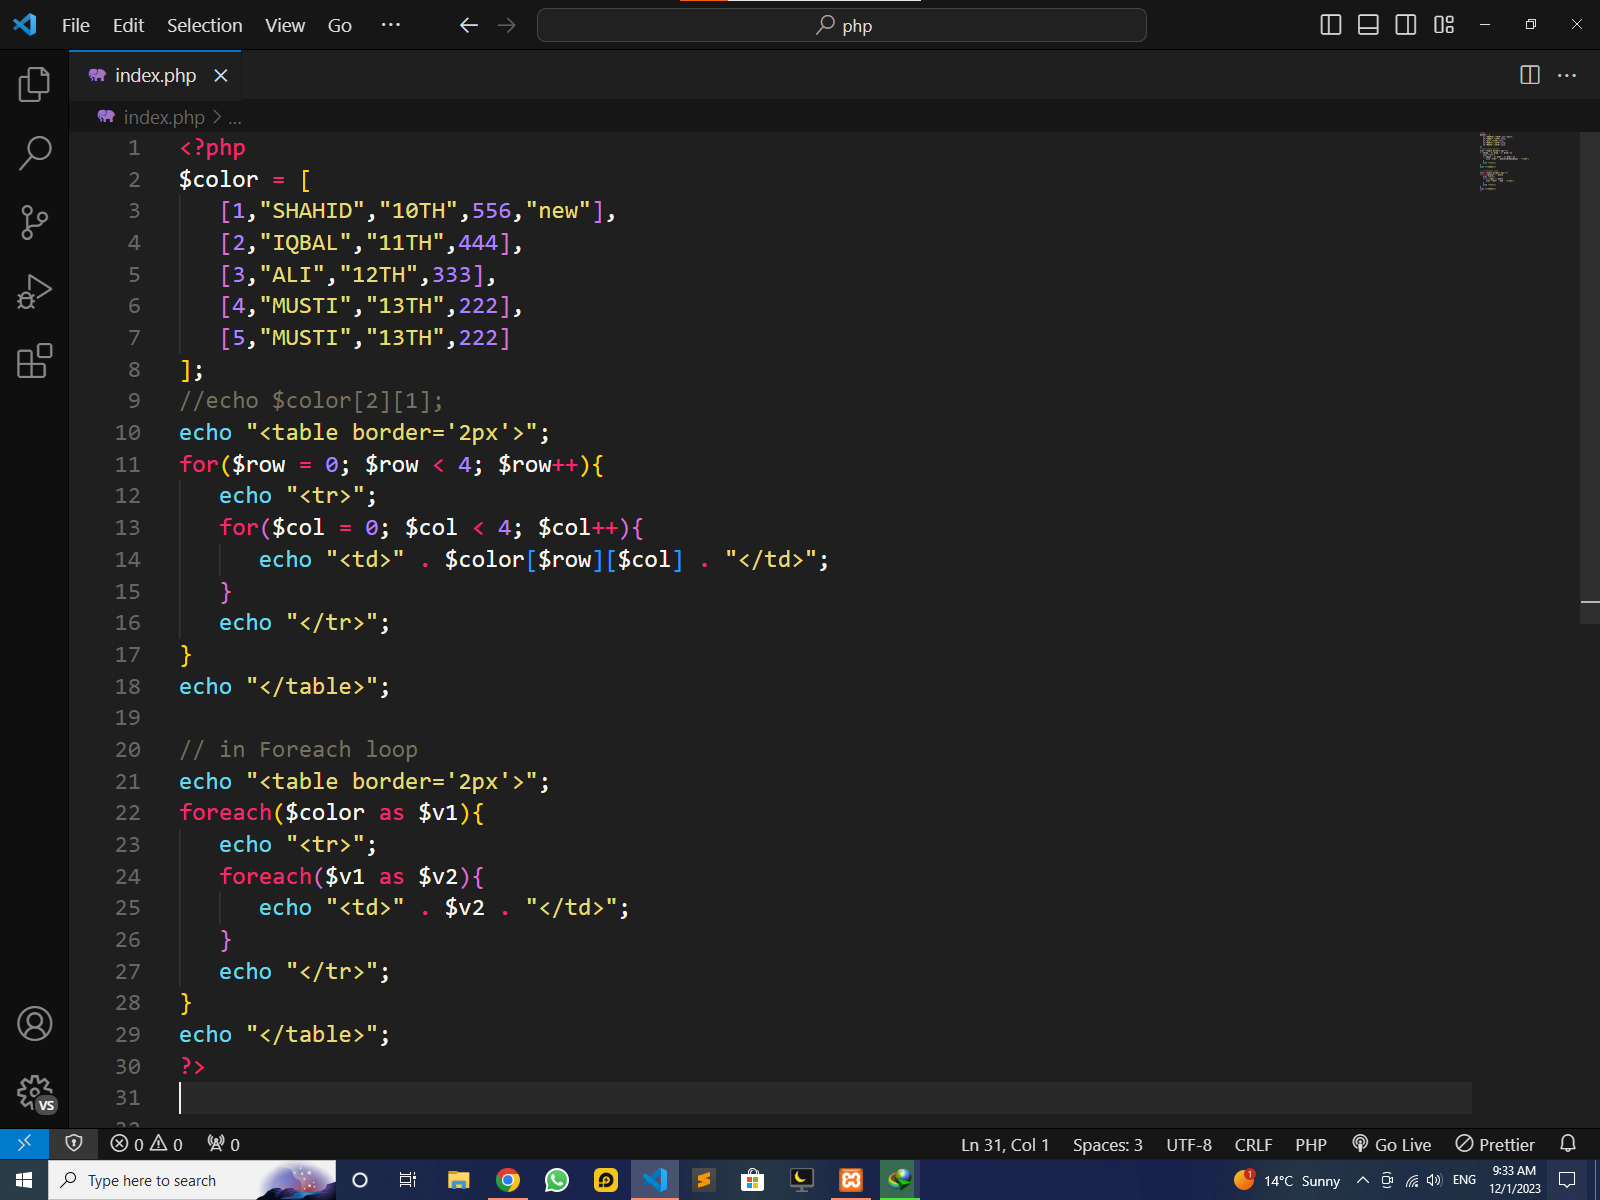 File Edit Selection View Go ··· php
index.php
index.php > ...
1 <?php
2 $color = [
3 [1,"SHAHID","10TH",556,"new"],
4 [2,"IQBAL","11TH",444],
5 [3,"ALI","12TH",333],
6 [4,"MUSTI","13TH",222],
7 [5,"MUSTI","13TH",222]
8 ];
9 //echo $color[2][1];
10 echo "<table border='2px'>";
11 for($row = 0; $row < 4; $row++){
12 echo "<tr>";
13 for($col = 0; $col < 4; $col++){
14 echo "<td>" . $color[$row][$col] . "</td>";
15 }
16 echo "</tr>";
17 }
18 echo "</table>";
19
20 // in Foreach loop
21 echo "<table border='2px'>";
22 foreach($color as $v1){
23 echo "<tr>";
24 foreach($v1 as $v2){
25 echo "<td>" . $v2 . "</td>";
26 }
27 echo "</tr>";
28 }
29 echo "</table>";
30 ?>
31
VS
0 0 0 Ln 31, Col 1 Spaces: 3 UTF-8 CRLF PHP Go Live Prettier
Type here to search 1 14°C Sunny ENG 9:33 AM
12/1/2023